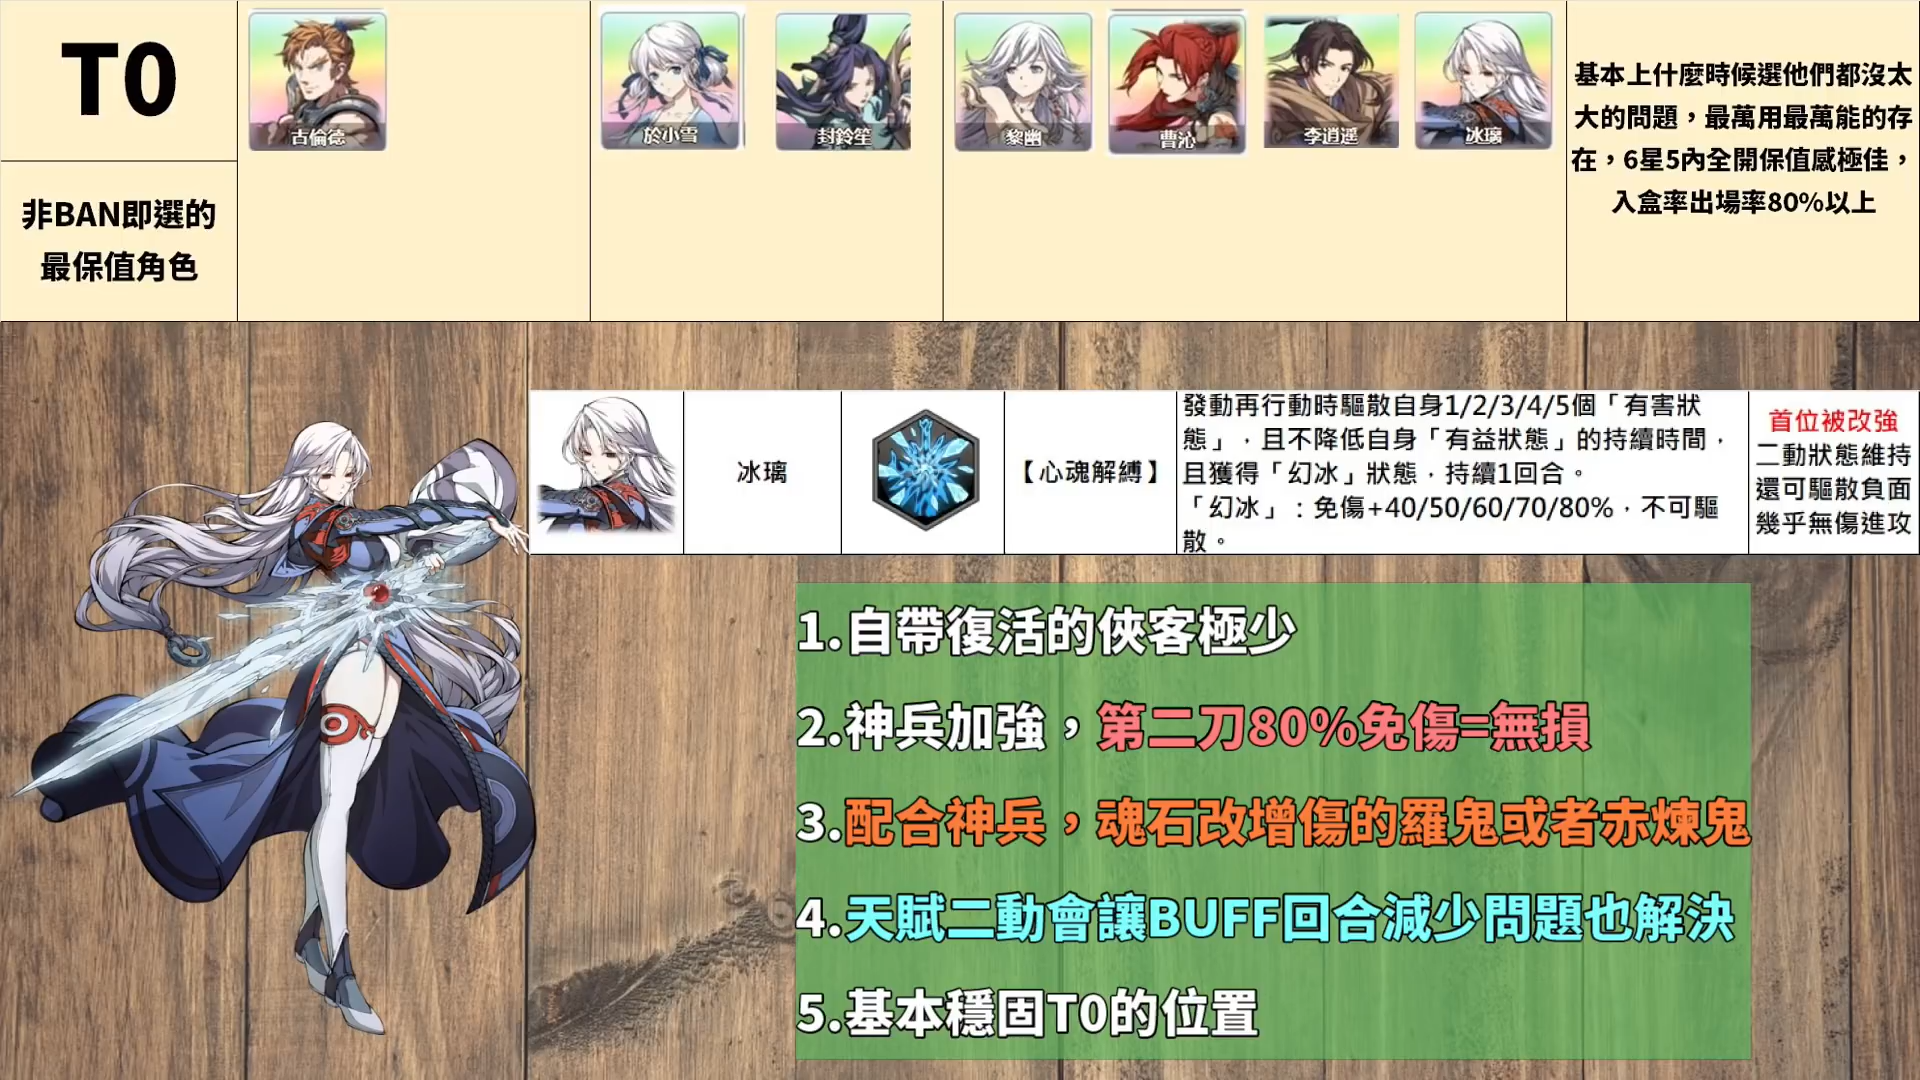 T0
非BAN即選的
最保值角色
古倫德
於小雪
封鈴笙
黎幽
曹沁
李逍遥
冰璃
基本上什麼時候選他們都沒太
大的問題，最萬用最萬能的存
在，6星5內全開保值感極佳，
入盒率出場率80%以上
冰璃
【心魂解縛】
發動再行動時驅散自身1/2/3/4/5個「有害狀
態」，且不降低自身「有益狀態」的持續時間，
且獲得「幻冰」狀態，持續1回合。
「幻冰」：免傷+40/50/60/70/80%，不可驅
散。
首位被改強
二動狀態維持
還可驅散負面
幾乎無傷進攻
1.自帶復活的俠客極少
2.神兵加強，第二刀80%免傷=無損
3.配合神兵，魂石改增傷的羅鬼或者赤煉鬼
4.天賦二動會讓BUFF回合減少問題也解決
5.基本穩固T0的位置